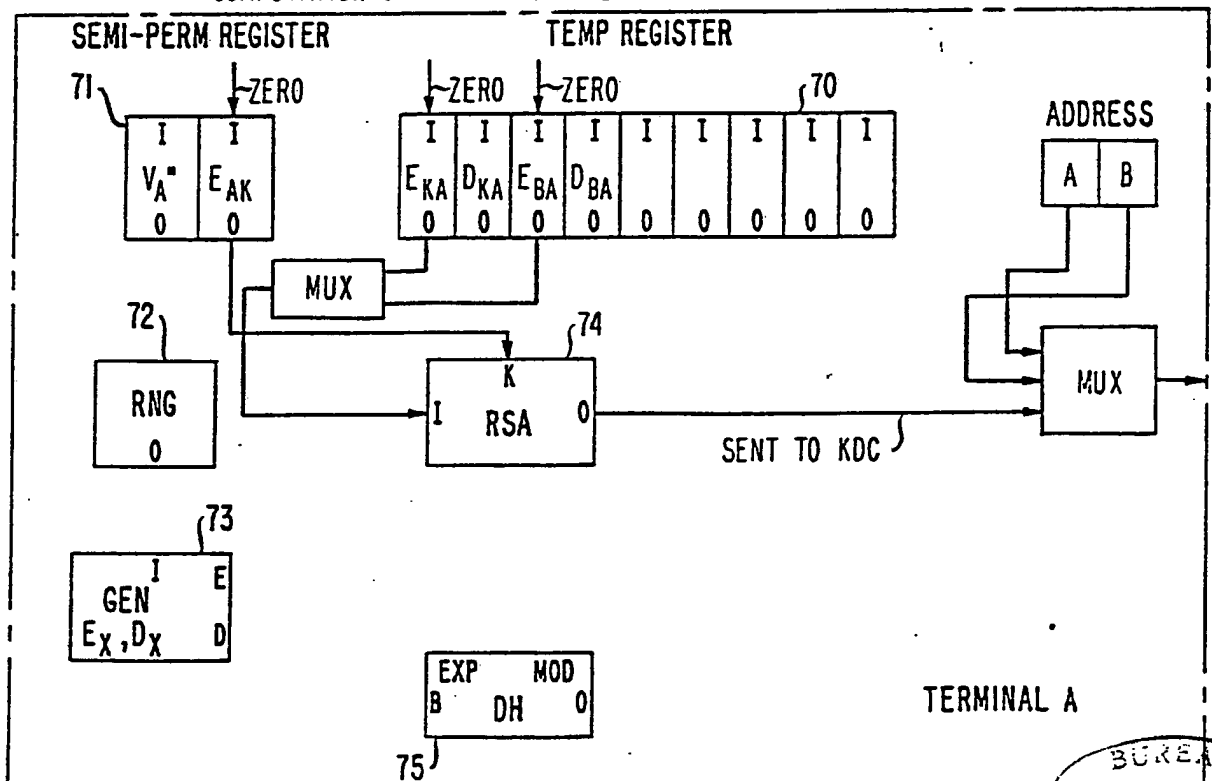 SEMI-PERM REGISTER
TEMP REGISTER
71
ZERO
ZERO
ZERO
70
I I
V_A" E_AK
0 0
I I I I I I I I I
E_KA D_KA E_BA D_BA
0 0 0 0 0 0 0 0 0
ADDRESS
A B
MUX
72
RNG
0
74
K
I RSA 0
SENT TO KDC
MUX
73
I E
GEN
E_X, D_X D
EXP MOD
B DH 0
75
TERMINAL A